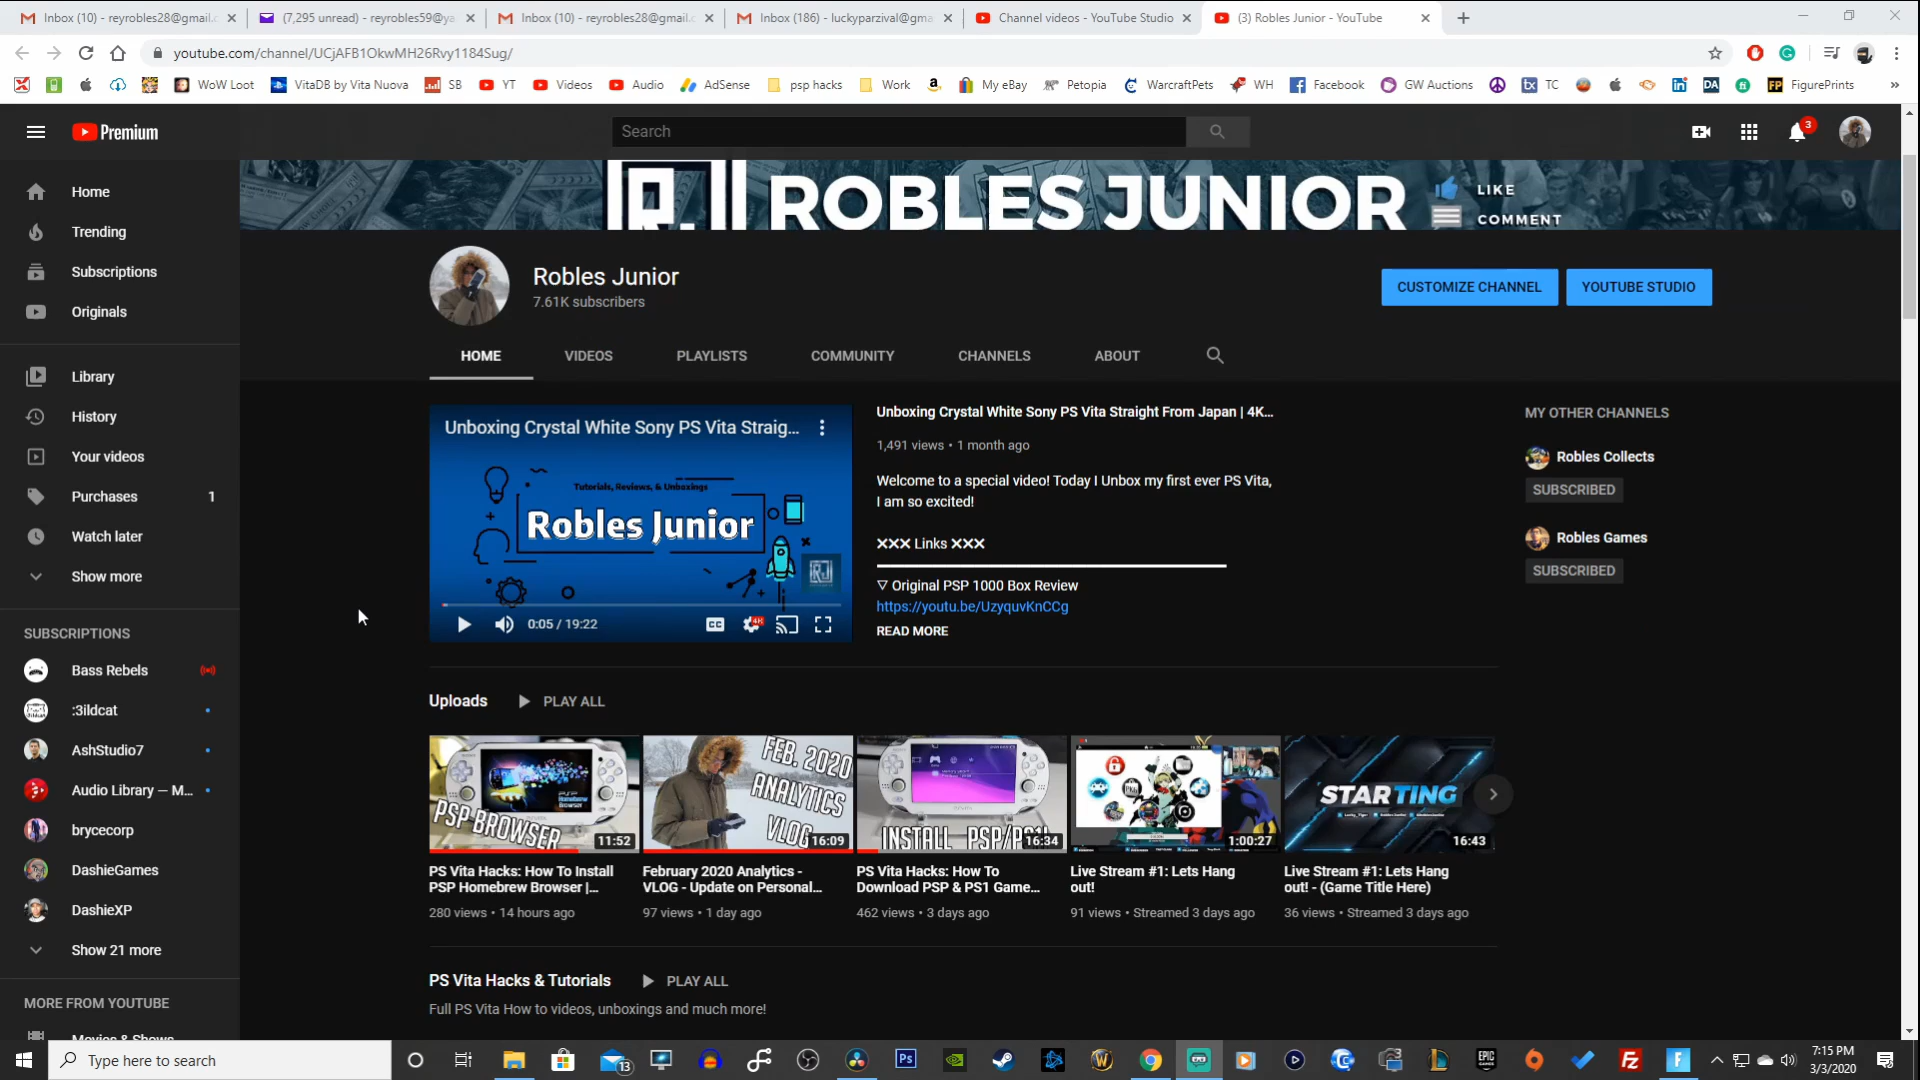 Inbox (10) - reyrobles28@gmail.c
(7,295 unread) - reyrobles59@ya
Inbox (10) - reyrobles28@gmail.c
Inbox (186) - luckyparzival@gma
Channel videos - YouTube Studio
(3) Robles Junior - YouTube
youtube.com/channel/UCjAFB1OkwMH26Rvy1184Sug/
WoW Loot
VitaDB by Vita Nuova
SB
YT
Videos
Audio
AdSense
psp hacks
Work
My eBay
Petopia
WarcraftPets
WH
Facebook
GW Auctions
TC
FigurePrints
Premium
Search
3
Home
Trending
Subscriptions
Originals
Library
History
Your videos
Purchases 1
Watch later
Show more
SUBSCRIPTIONS
Bass Rebels
:3ildcat
AshStudio7
Audio Library — M...
brycecorp
DashieGames
DashieXP
Show 21 more
MORE FROM YOUTUBE
Movies & Shows
ROBLES JUNIOR
LIKE
COMMENT
Robles Junior
7.61K subscribers
CUSTOMIZE CHANNEL
YOUTUBE STUDIO
HOME
VIDEOS
PLAYLISTS
COMMUNITY
CHANNELS
ABOUT
Unboxing Crystal White Sony PS Vita Straig...
Tutorials, Reviews, & Unboxings
Robles Junior
RJ
0:05 / 19:22
CC
4K
Unboxing Crystal White Sony PS Vita Straight From Japan | 4K...
1,491 views • 1 month ago
Welcome to a special video! Today I Unbox my first ever PS Vita,
I am so excited!
XXX Links XXX
▽ Original PSP 1000 Box Review
https://youtu.be/UzyquvKnCCg
READ MORE
MY OTHER CHANNELS
Robles Collects
SUBSCRIBED
Robles Games
SUBSCRIBED
Uploads
PLAY ALL
PSP BROWSER
11:52
FEB. 2020
ANALYTICS
VLOG
16:09
INSTALL PSP/PS1
16:34
1:00:27
STARTING
16:43
PS Vita Hacks: How To Install
PSP Homebrew Browser |...
280 views • 14 hours ago
February 2020 Analytics -
VLOG - Update on Personal...
97 views • 1 day ago
PS Vita Hacks: How To
Download PSP & PS1 Game...
462 views • 3 days ago
Live Stream #1: Lets Hang
out!
91 views • Streamed 3 days ago
Live Stream #1: Lets Hang
out! - (Game Title Here)
36 views • Streamed 3 days ago
PS Vita Hacks & Tutorials
PLAY ALL
Full PS Vita How to videos, unboxings and much more!
Type here to search
13
Ps
EPIC
7:15 PM
3/3/2020